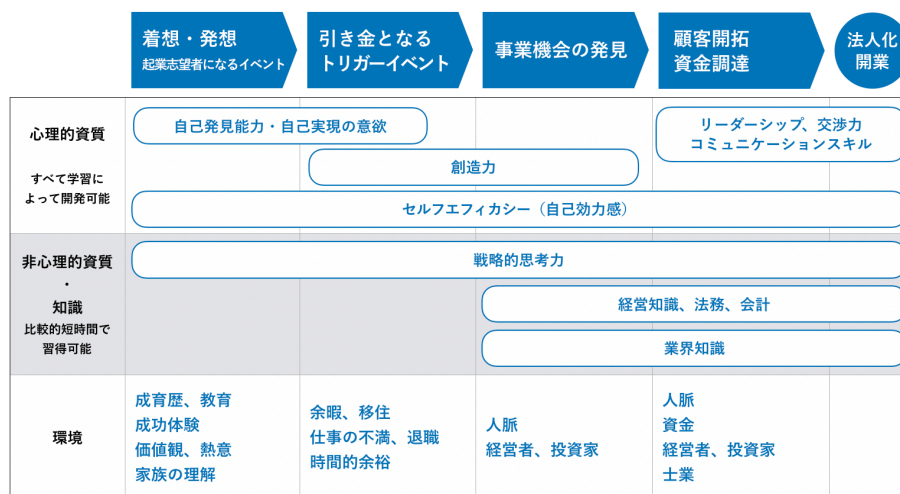 着想・発想
起業志望者になるイベント
引き金となる
トリガーイベント
事業機会の発見
顧客開拓
資金調達
法人化
開業
心理的資質
すべて学習に
よって開発可能
自己発見能力・自己実現の意欲
リーダーシップ、交渉力
コミュニケーションスキル
創造力
セルフエフィカシー（自己効力感）
非心理的資質
・
知識
比較的短時間で
習得可能
戦略的思考力
経営知識、法務、会計
業界知識
環境
成育歴、教育
成功体験
価値観、熱意
家族の理解
余暇、移住
仕事の不満、退職
時間的余裕
人脈
経営者、投資家
人脈
資金
経営者、投資家
士業